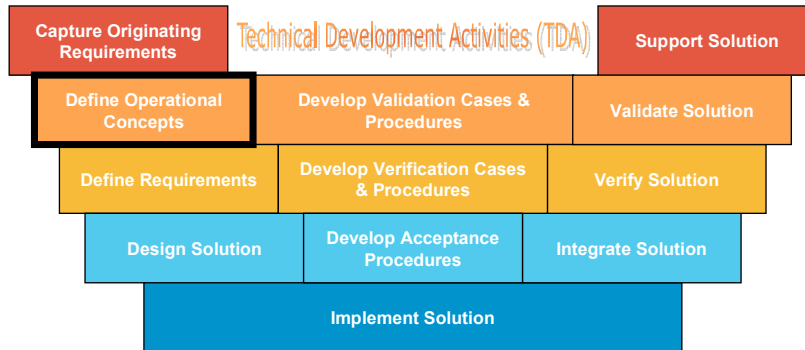 Capture Originating
Requirements
Technical Development Activities (TDA)
Support Solution
Define Operational
Concepts
Develop Validation Cases &
Procedures
Validate Solution
Define Requirements
Develop Verification Cases
& Procedures
Verify Solution
Design Solution
Develop Acceptance
Procedures
Integrate Solution
Implement Solution